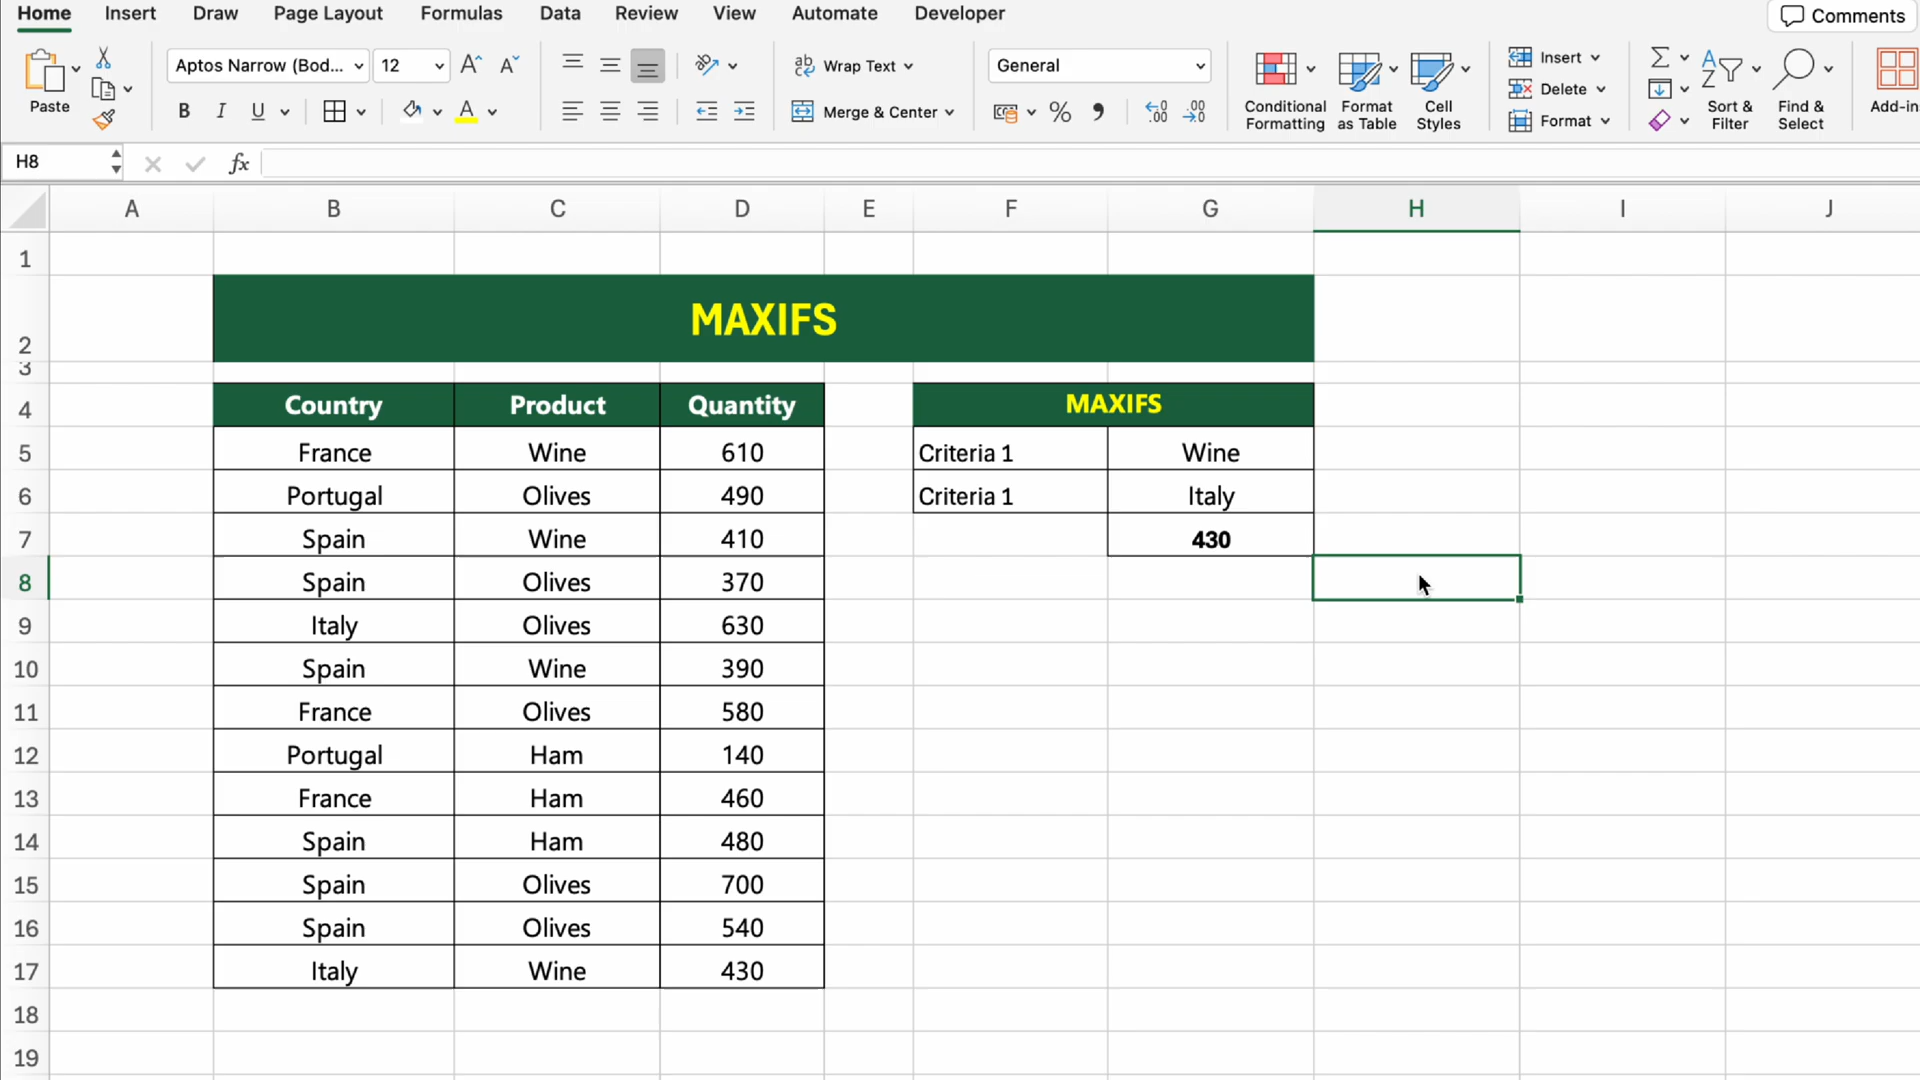 Home Insert Draw Page Layout Formulas Data Review View Automate Developer Comments
Paste
Aptos Narrow (Bod... 12 A^ A˅
B I U A
Wrap Text
Merge & Center
General
% 9 .00
Conditional Formatting
Format as Table
Cell Styles
Insert
Delete
Format
Sort & Filter
Find & Select
Add-in
H8 fx
A B C D E F G H I J
1
2 MAXIFS
3
4 Country Product Quantity MAXIFS
5 France Wine 610 Criteria 1 Wine
6 Portugal Olives 490 Criteria 1 Italy
7 Spain Wine 410 430
8 Spain Olives 370
9 Italy Olives 630
10 Spain Wine 390
11 France Olives 580
12 Portugal Ham 140
13 France Ham 460
14 Spain Ham 480
15 Spain Olives 700
16 Spain Olives 540
17 Italy Wine 430
18
19